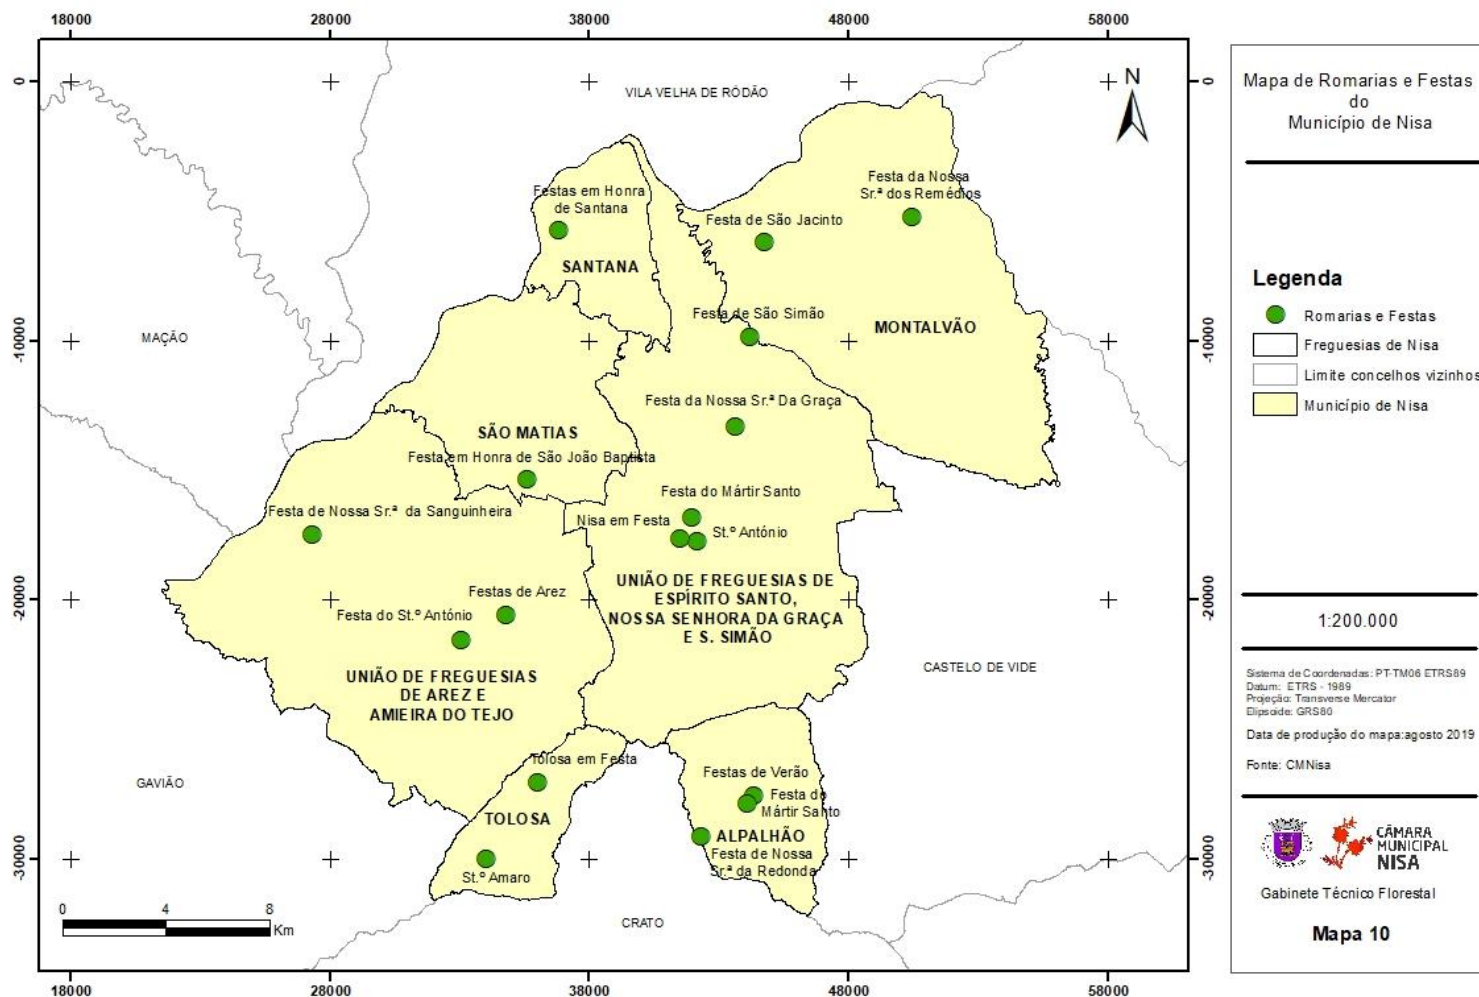 18000 28000 38000 48000 58000
0
-10000
-20000
-30000
0
-10000
-20000
-30000
N
VILA VELHA DE RÓDÃO
Festa da Nossa
Sr.ª dos Remédios
Festas em Honra
de Santana
Festa de São Jacinto
SANTANA
Festa de São Simão
MONTALVÃO
MAÇÃO
Festa da Nossa Sr.ª Da Graça
SÃO MATIAS
Festa em Honra de São João Baptista
Festa do Mártir Santo
Festa de Nossa Sr.ª da Sanguinheira
Nisa em Festa
St.º António
UNIÃO DE FREGUESIAS DE
ESPÍRITO SANTO,
NOSSA SENHORA DA GRAÇA
E S. SIMÃO
Festas de Arez
Festa do St.º António
UNIÃO DE FREGUESIAS
DE AREZ E
AMIEIRA DO TEJO
CASTELO DE VIDE
GAVIÃO
Tolosa em Festa
TOLOSA
St.º Amaro
Festas de Verão
Festa do
Mártir Santo
ALPALHÃO
Festa de Nossa
Sr.ª da Redonda
CRATO
0 4 8
Km
18000 28000 38000 48000 58000
Mapa de Romarias e Festas
do
Município de Nisa
Legenda
Romarias e Festas
Freguesias de Nisa
Limite concelhos vizinhos
Município de Nisa
1:200.000
Sistema de Coordenadas: PT-TM06 ETRS89
Datum: ETRS - 1989
Projeção: Transverse Mercator
Elipsoide: GRS80
Data de produção do mapa:agosto 2019
Fonte: CMNisa
CÂMARA
MUNICIPAL
NISA
Gabinete Técnico Florestal
Mapa 10